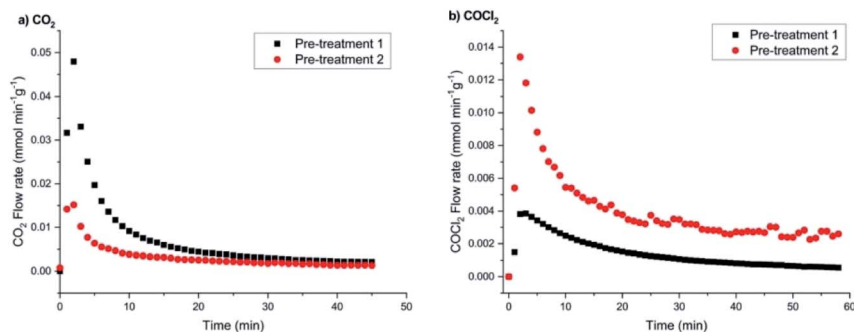 a) CO₂
Pre-treatment 1
Pre-treatment 2
CO₂ Flow rate (mmol min⁻¹g⁻¹)
0.05
0.04
0.03
0.02
0.01
0.00
0 10 20 30 40 50
Time (min)
b) COCl₂
Pre-treatment 1
Pre-treatment 2
COCl₂ Flow rate (mmol min⁻¹g⁻¹)
0.014
0.012
0.010
0.008
0.006
0.004
0.002
0.000
0 10 20 30 40 50 60
Time (min)